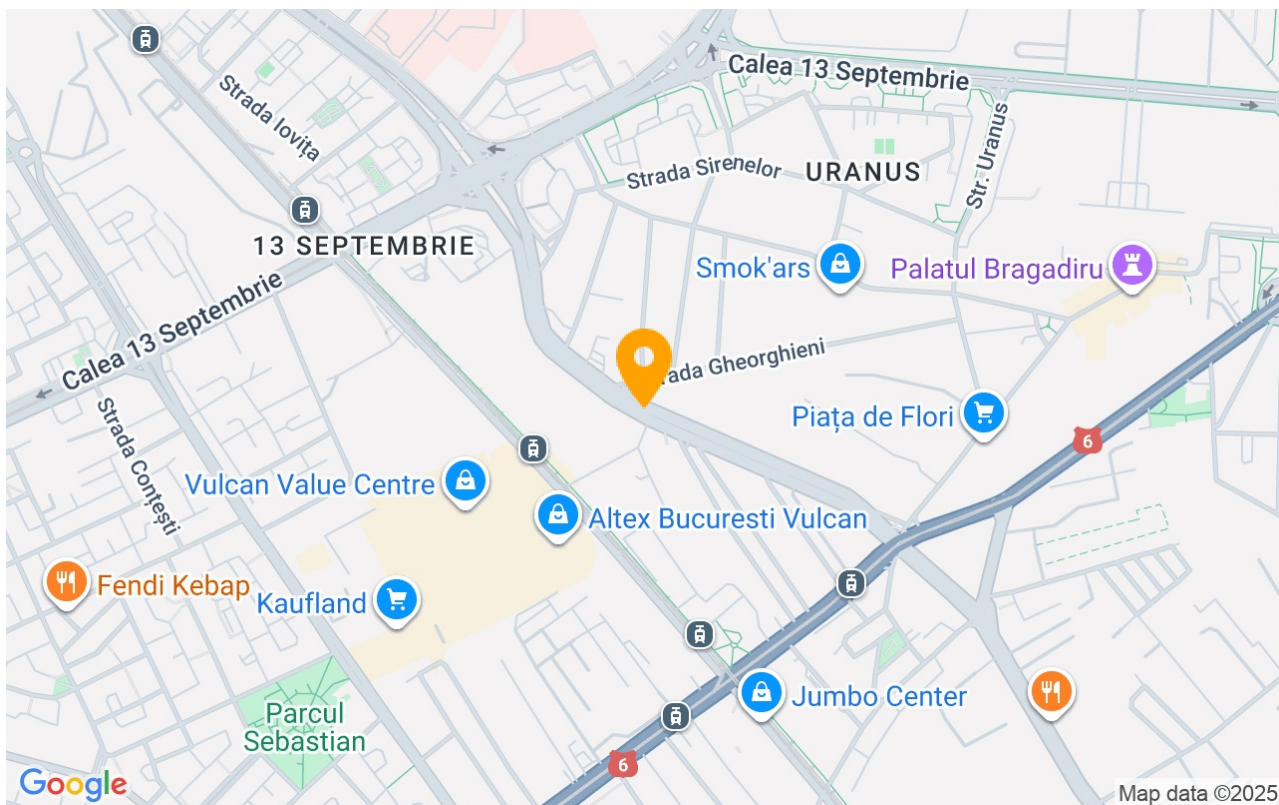 Calea 13 Septembrie
Strada Iovița
Strada Sirenelor
URANUS
Str. Uranus
13 SEPTEMBRIE
Smok'ars
Palatul Bragadiru
Calea 13 Septembrie
rada Gheorghieni
Strada Conțești
Piața de Flori
6
Vulcan Value Centre
Altex Bucuresti Vulcan
Fendi Kebap
Kaufland
Jumbo Center
Parcul
Sebastian
6
Google
Map data ©2025